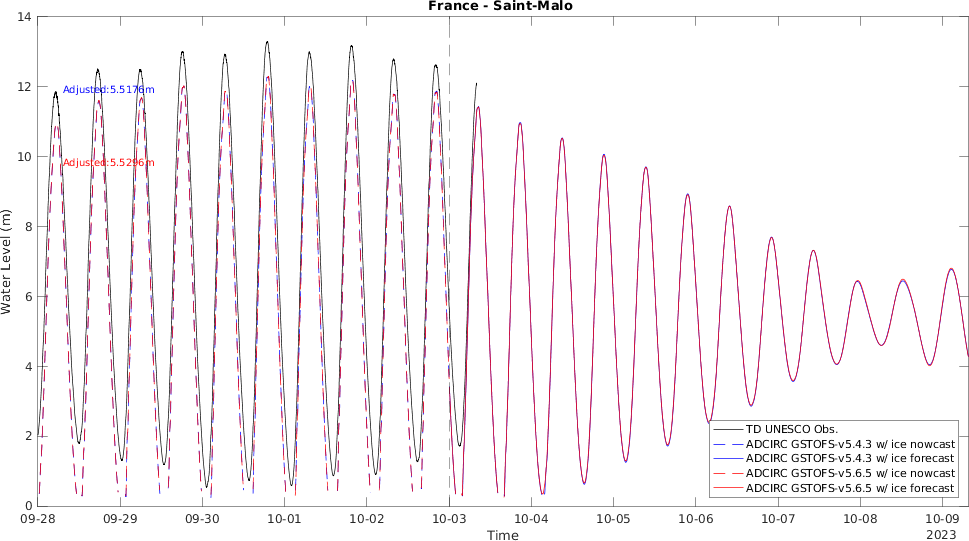 France - Saint-Malo
14
12
10
8
6
4
2
0
Water Level (m)
Adjusted:5.5176m
Adjusted:5.5296m
TD UNESCO Obs.
ADCIRC GSTOFS-v5.4.3 w/ ice nowcast
ADCIRC GSTOFS-v5.4.3 w/ ice forecast
ADCIRC GSTOFS-v5.6.5 w/ ice nowcast
ADCIRC GSTOFS-v5.6.5 w/ ice forecast
09-28 09-29 09-30 10-01 10-02 10-03 10-04 10-05 10-06 10-07 10-08 10-09
Time
2023